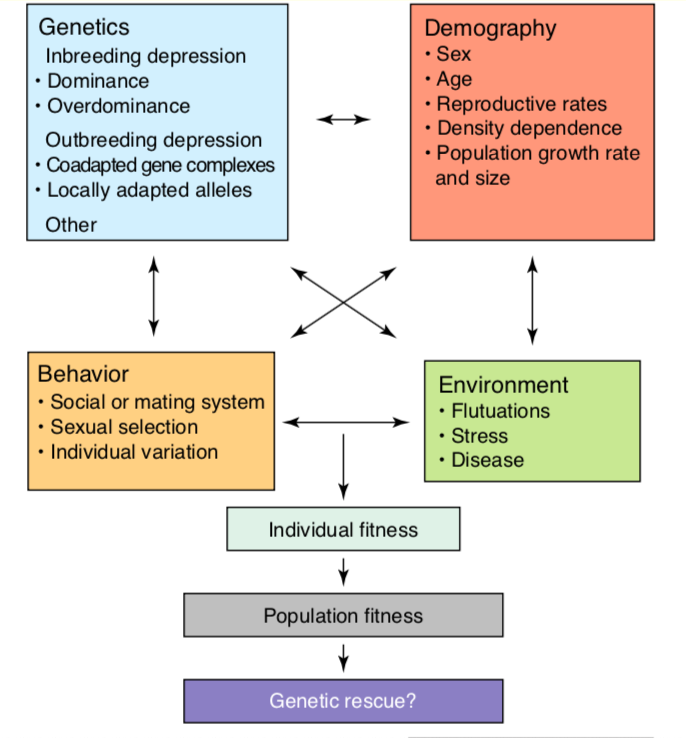 Genetics
Inbreeding depression
• Dominance
• Overdominance
Outbreeding depression
• Coadapted gene complexes
• Locally adapted alleles
Other
Demography
• Sex
• Age
• Reproductive rates
• Density dependence
• Population growth rate
and size
Behavior
• Social or mating system
• Sexual selection
• Individual variation
Environment
• Flutuations
• Stress
• Disease
Individual fitness
Population fitness
Genetic rescue?